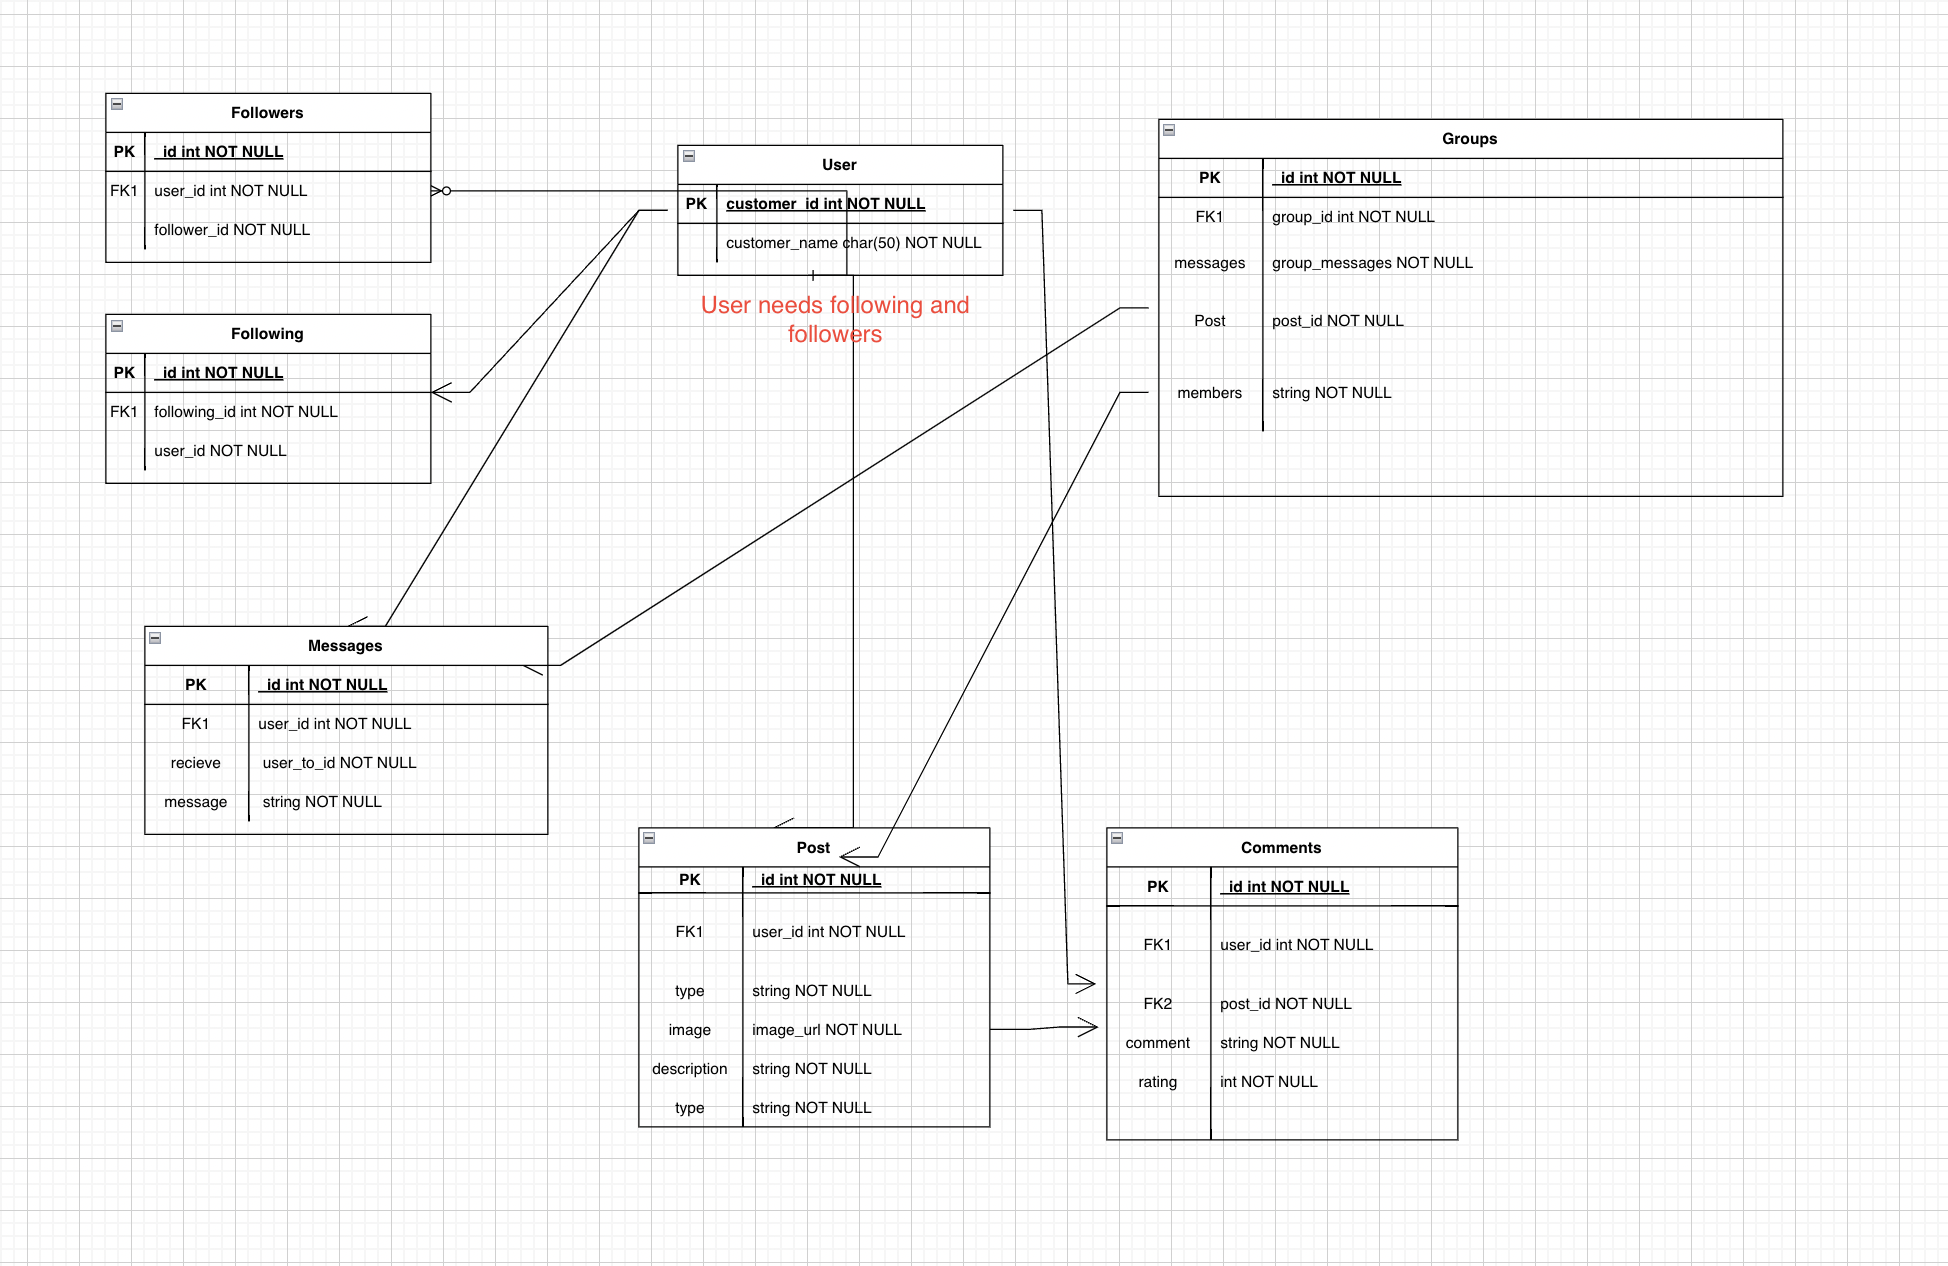 Followers
PK _id int NOT NULL
FK1 user_id int NOT NULL
follower_id NOT NULL
Following
PK _id int NOT NULL
FK1 following_id int NOT NULL
user_id NOT NULL
User
PK customer_id int NOT NULL
customer_name char(50) NOT NULL
User needs following and
followers
Groups
PK _id int NOT NULL
FK1 group_id int NOT NULL
messages group_messages NOT NULL
Post post_id NOT NULL
members string NOT NULL
Messages
PK _id int NOT NULL
FK1 user_id int NOT NULL
recieve user_to_id NOT NULL
message string NOT NULL
Post
PK _id int NOT NULL
FK1 user_id int NOT NULL
type string NOT NULL
image image_url NOT NULL
description string NOT NULL
type string NOT NULL
Comments
PK _id int NOT NULL
FK1 user_id int NOT NULL
FK2 post_id NOT NULL
comment string NOT NULL
rating int NOT NULL